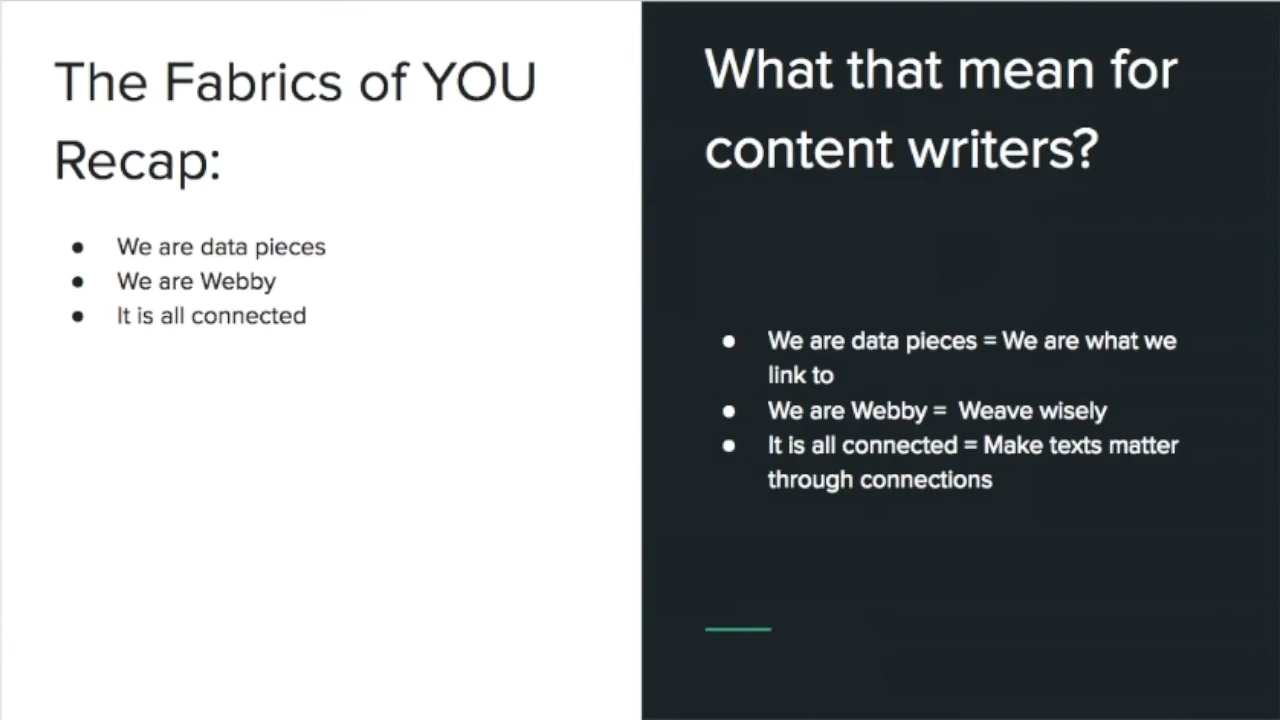 The Fabrics of YOU
Recap:
● We are data pieces
● We are Webby
● It is all connected
What that mean for
content writers?
● We are data pieces = We are what we
link to
● We are Webby = Weave wisely
● It is all connected = Make texts matter
through connections